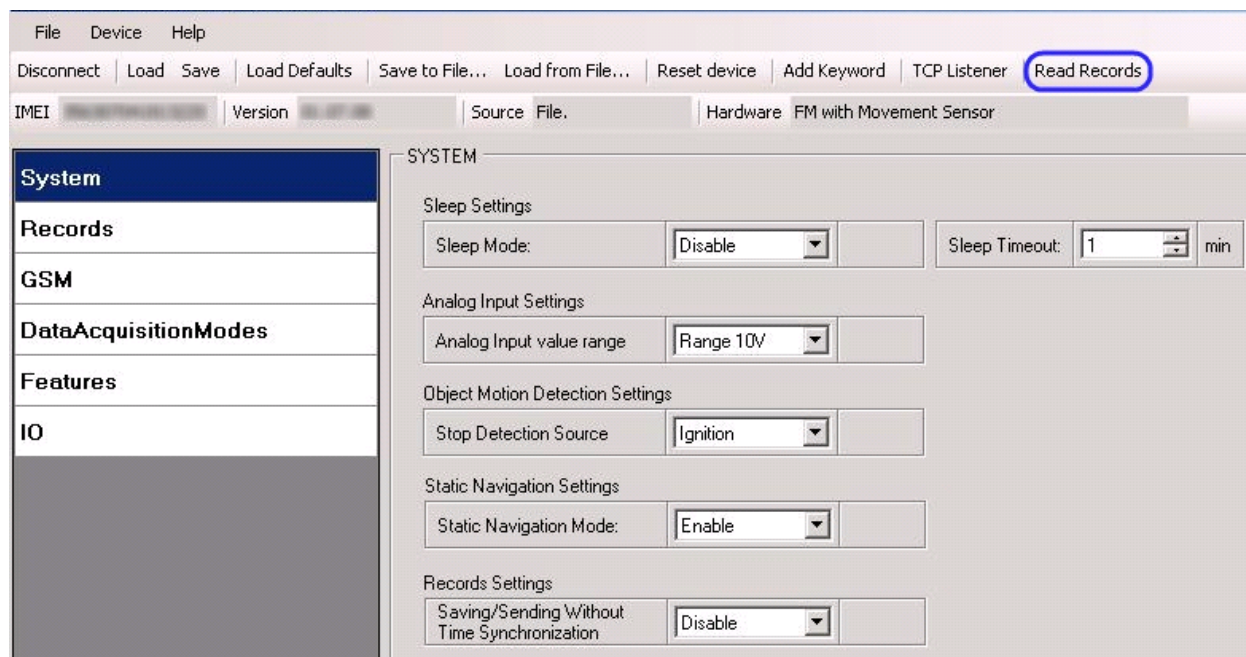 File Device Help
Disconnect Load Save Load Defaults Save to File... Load from File... Reset device Add Keyword TCP Listener Read Records
IMEI Version Source File. Hardware FM with Movement Sensor
System
Records
GSM
DataAcquisitionModes
Features
IO
SYSTEM
Sleep Settings
Sleep Mode: Disable Sleep Timeout: 1 min
Analog Input Settings
Analog Input value range Range 10V
Object Motion Detection Settings
Stop Detection Source Ignition
Static Navigation Settings
Static Navigation Mode: Enable
Records Settings
Saving/Sending Without
Time Synchronization Disable